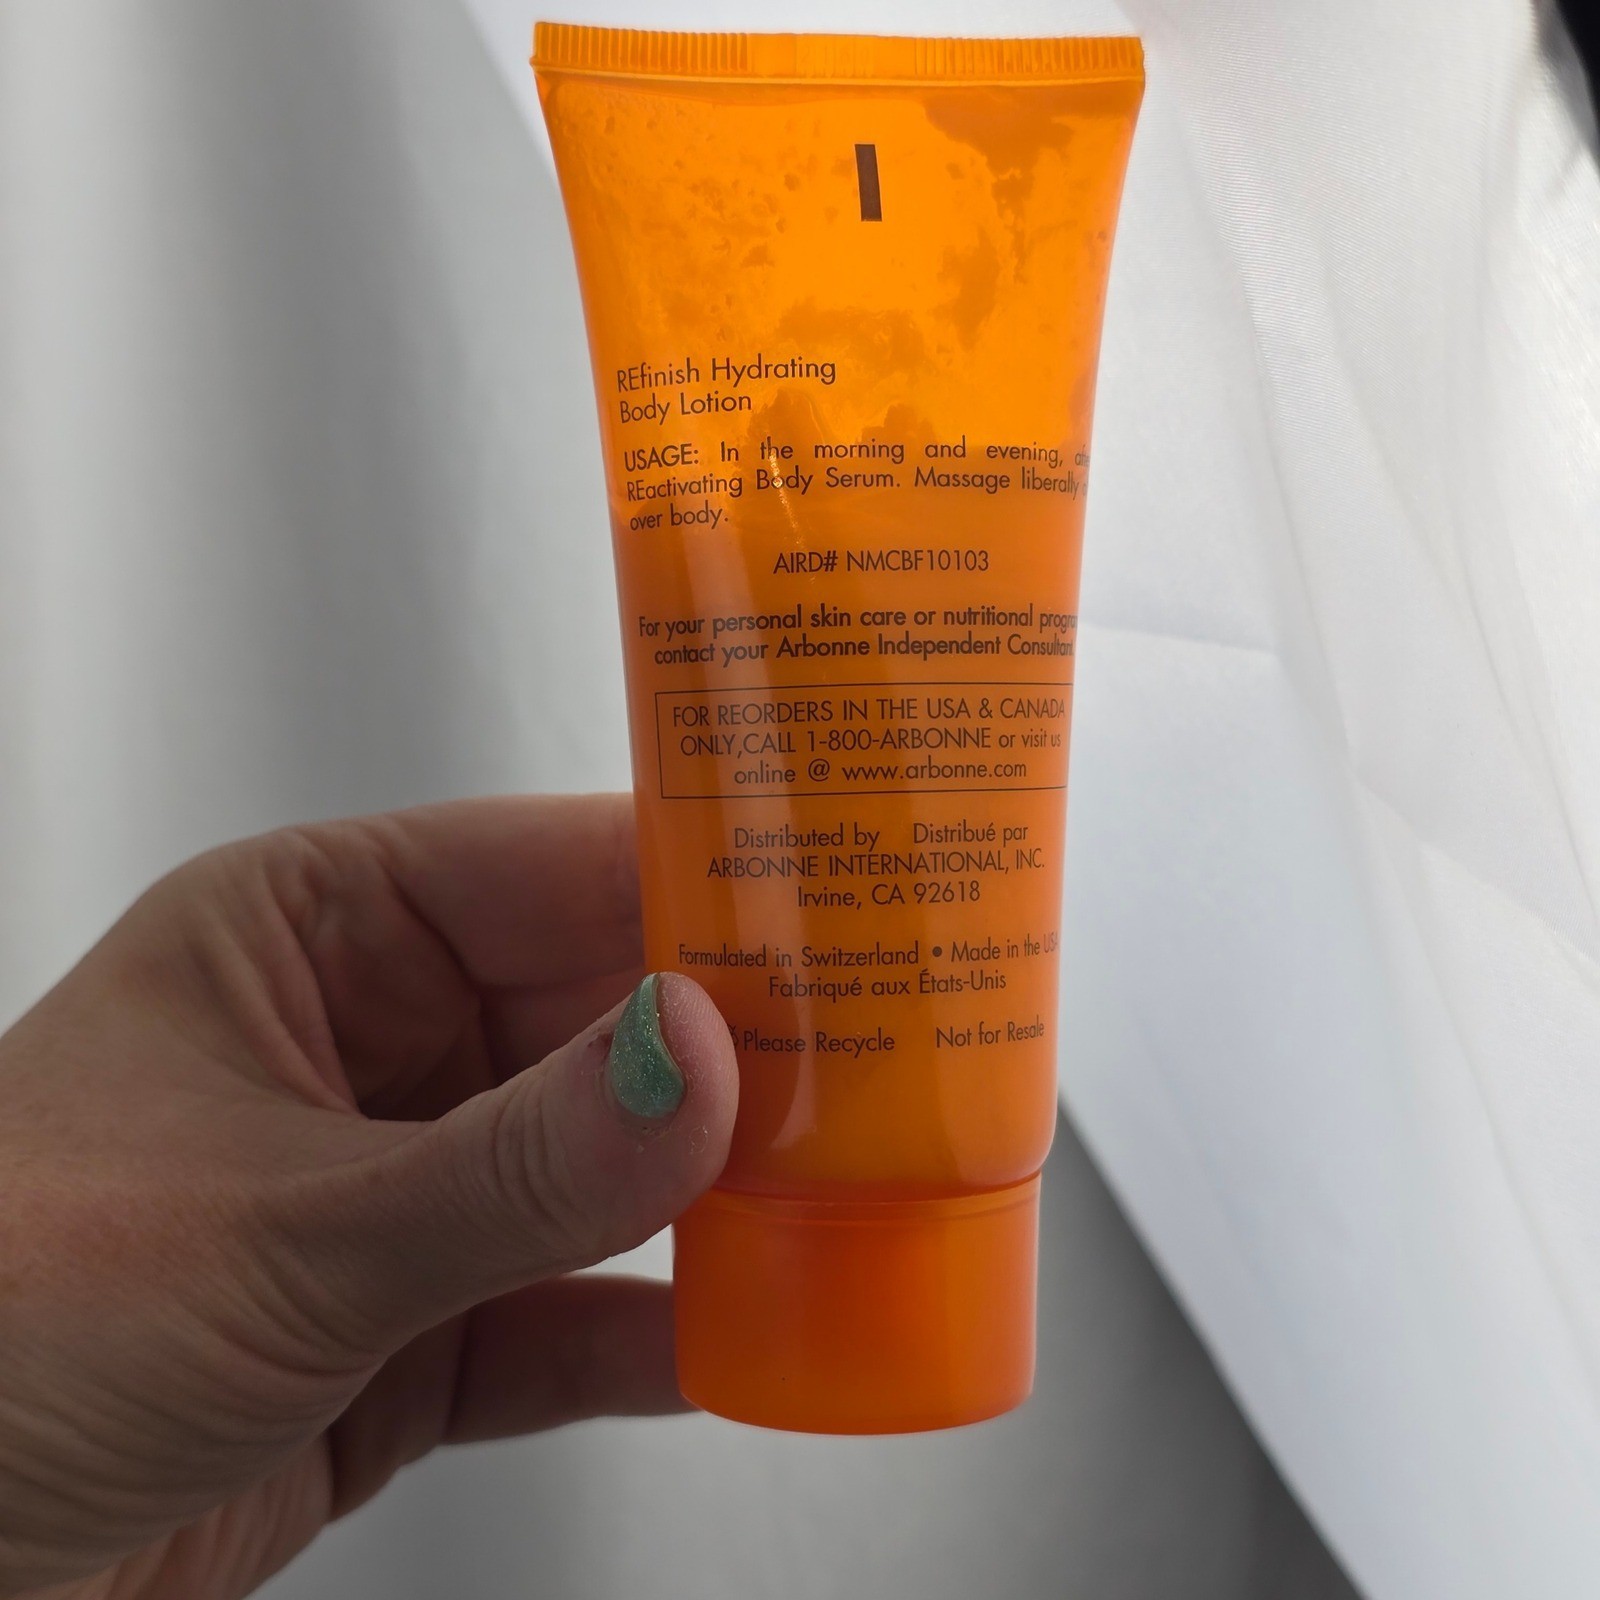 REfinish Hydrating
Body Lotion
USAGE: In the morning and evening,
REactivating Body Serum. Massage liberally
over body.
AIRD# NMCBF10103
For your personal skin care or nutritional
contact your Arbonne Independent Consultant
FOR REORDERS IN THE USA & CANADA
ONLY,CALL 1-800-ARBONNE or visit us
online @ www.arbonne.com
Distributed by Distribué par
ARBONNE INTERNATIONAL, INC.
Irvine, CA 92618
Formulated in Switzerland • Made in the USA
Fabriqué aux États-Unis
Please Recycle Not for Resale